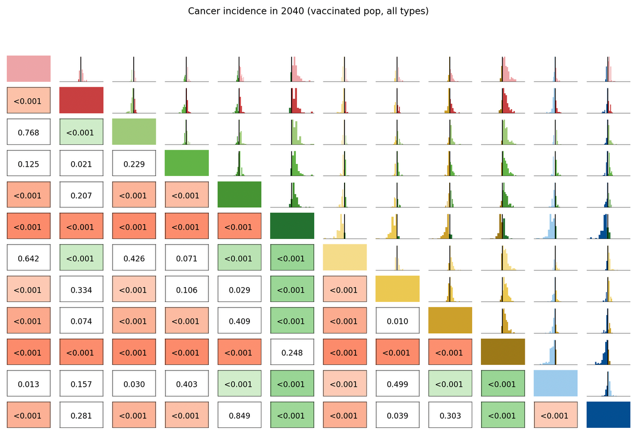 Cancer incidence in 2040 (vaccinated pop, all types)
<0.001
0.768 <0.001
0.125 0.021 0.229
<0.001 0.207 <0.001 <0.001
<0.001 <0.001 <0.001 <0.001 <0.001
0.642 <0.001 0.426 0.071 <0.001 <0.001
<0.001 0.334 <0.001 0.106 0.029 <0.001 <0.001
<0.001 0.074 <0.001 <0.001 0.409 <0.001 <0.001 0.010
<0.001 <0.001 <0.001 <0.001 <0.001 0.248 <0.001 <0.001 <0.001
0.013 0.157 0.030 0.403 <0.001 <0.001 <0.001 0.499 <0.001 <0.001
<0.001 0.281 <0.001 <0.001 0.849 <0.001 <0.001 0.039 0.303 <0.001 <0.001